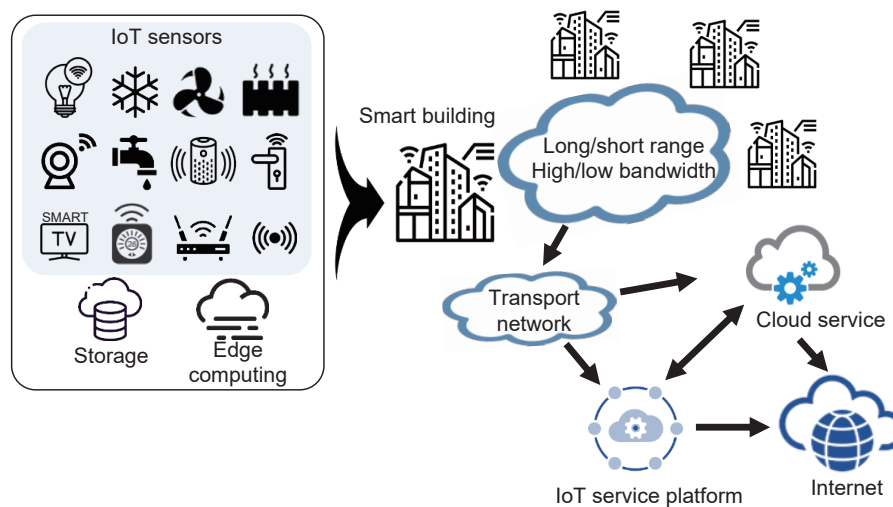 IoT sensors
SMART
TV
26
Storage
Edge
computing
Smart building
Long/short range
High/low bandwidth
Transport
network
Cloud service
IoT service platform
Internet